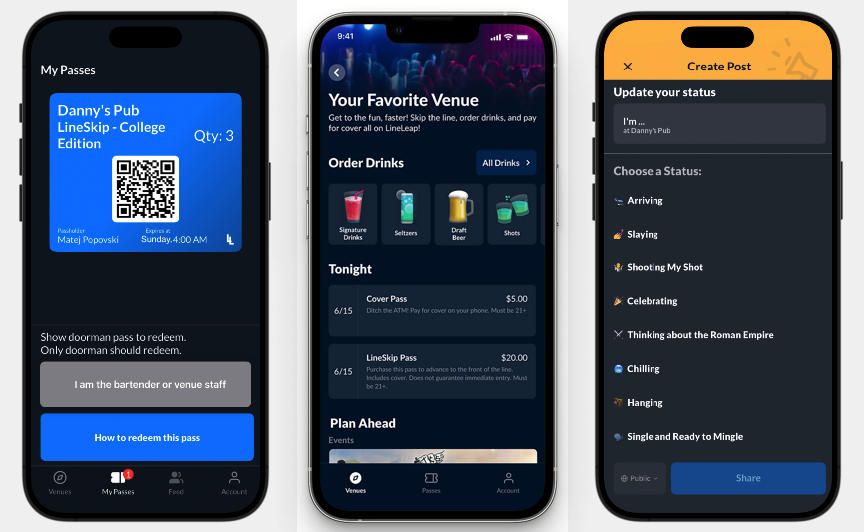 My Passes
Danny's Pub
LineSkip - College
Edition
Qty: 3
Passholder
Matej Popovski
Expires at
Sunday, 4:00 AM
Show doorman pass to redeem.
Only doorman should redeem.
I am the bartender or venue staff
How to redeem this pass
1
Venues
My Passes
Feed
Account
9:41
Your Favorite Venue
Get to the fun, faster! Skip the line, order drinks, and pay
for cover all on LineLeap!
Order Drinks
All Drinks
Signature
Drinks
Seltzers
Draft
Beer
Shots
Tonight
6/15
Cover Pass
$5.00
Ditch the ATM! Pay for cover on your phone. Must be 21+
6/15
LineSkip Pass
$20.00
Purchase this pass to advance to the front of the line.
Includes cover. Does not guarantee immediate entry. Must
be 21+.
Plan Ahead
Events
Venues
Passes
Account
Create Post
Update your status
I'm ...
at Danny's Pub
Choose a Status:
Arriving
Slaying
Shooting My Shot
Celebrating
Thinking about the Roman Empire
Chilling
Hanging
Single and Ready to Mingle
Public
Share